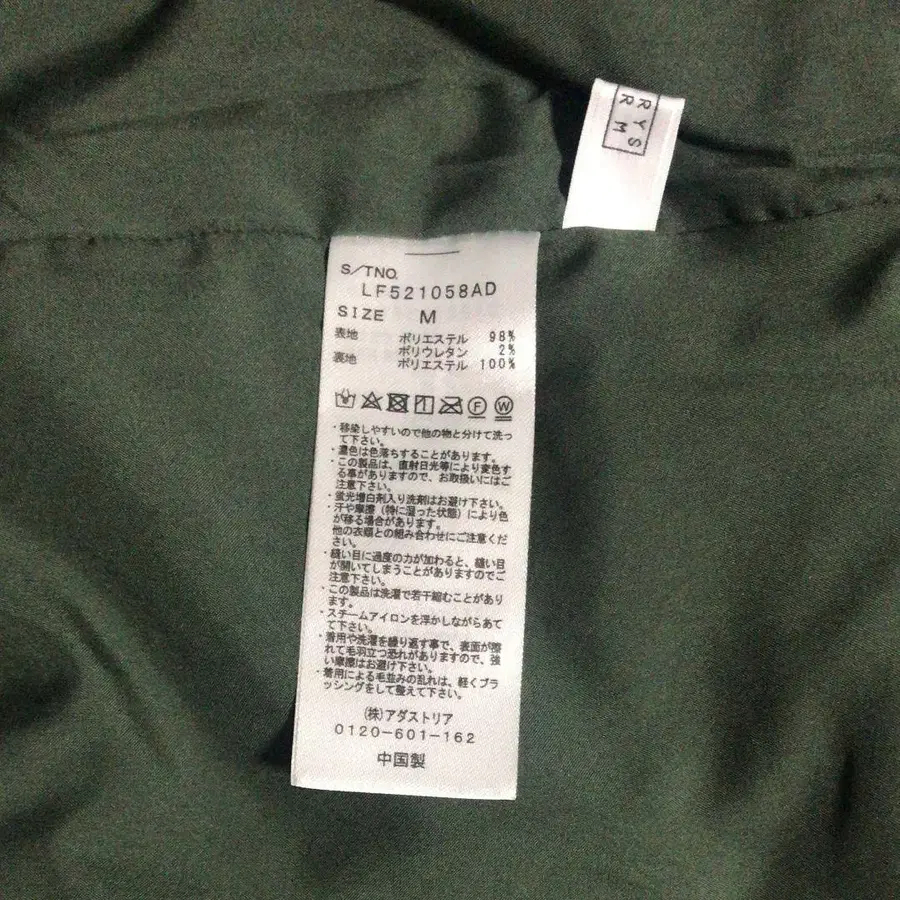 R Y S
R M
S/TNO.
LF521058AD
SIZE M
表地 ポリエステル 98%
ポリウレタン 2%
裏地 ポリエステル 100%
F W
・移染しやすいので他の物と分けて洗っ
て下さい。
・濃色は色落ちすることがあります。
・この製品は、直射日光等により変色す
る事がありますので、お取扱いにはご
注意下さい。
・蛍光増白剤入り洗剤はお避け下さい。
・汗や摩擦（特に湿った状態）により色
が移る場合があります。
他の衣類との組み合わせにご注意くだ
さい。
・縫い目に過度の力が加わると、縫い目
が開いてしまうことがありますのでご
注意下さい。
・この製品は洗濯で若干縮むことがあり
ます。
・スチームアイロンを浮かしながらあて
て下さい。
・着用や洗濯を繰り返す事で、表面が擦
れて毛羽立つ恐れがありますので、強
い摩擦はお避け下さい。
・着用による毛並みの乱れは、軽くブラ
ッシングをして整えて下さい。
(株)アダストリア
0120-601-162
中国製